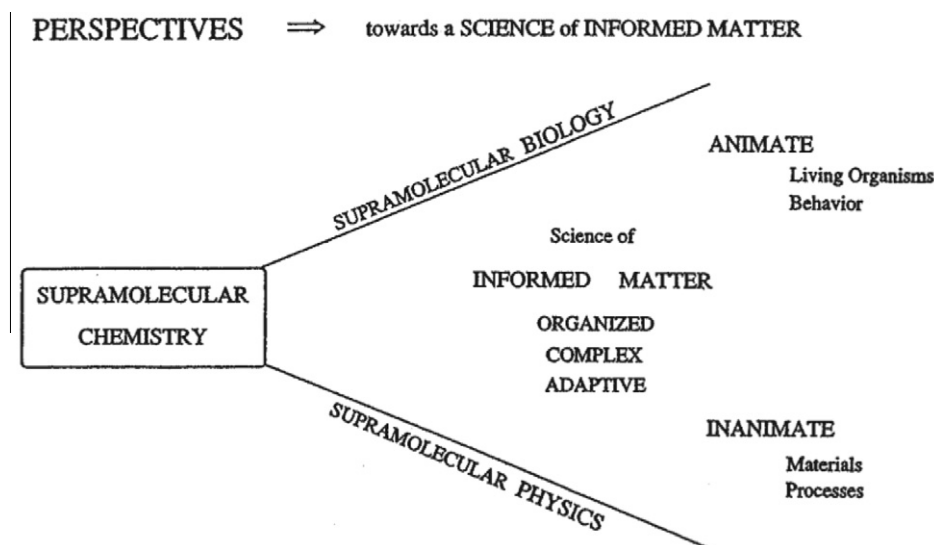 PERSPECTIVES ⇒ towards a SCIENCE of INFORMED MATTER
SUPRAMOLECULAR BIOLOGY
ANIMATE
Living Organisms
Behavior
Science of
INFORMED MATTER
ORGANIZED
COMPLEX
ADAPTIVE
SUPRAMOLECULAR
CHEMISTRY
SUPRAMOLECULAR PHYSICS
INANIMATE
Materials
Processes